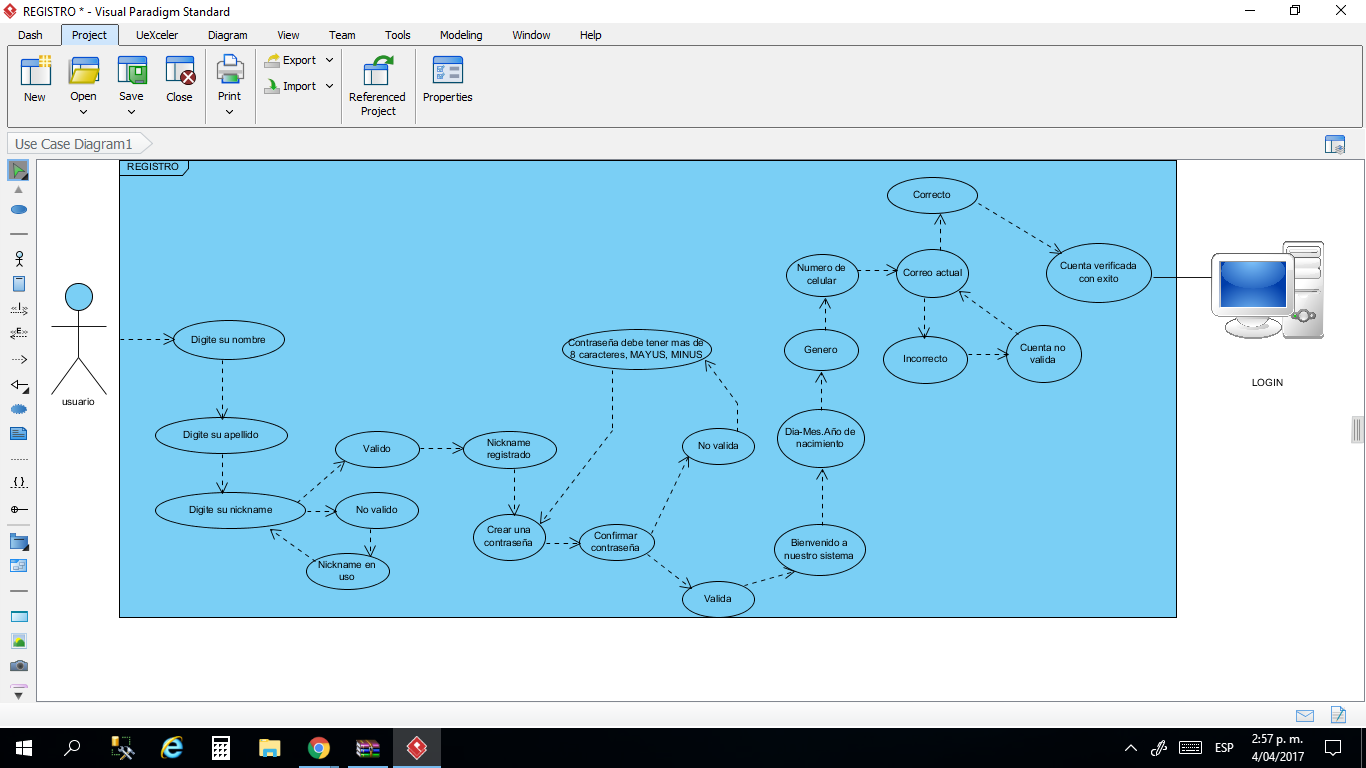 REGISTRO * - Visual Paradigm Standard
Dash Project UeXceler Diagram View Team Tools Modeling Window Help
New
Open
Save
Close
Print
Export
Import
Referenced
Project
Properties
Use Case Diagram1
REGISTRO
usuario
Digite su nombre
Digite su apellido
Digite su nickname
Valido
No valido
Nickname en
uso
Nickname
registrado
Crear una
contraseña
Contraseña debe tener mas de
8 caracteres, MAYUS, MINUS
Confirmar
contraseña
No valida
Valida
Bienvenido a
nuestro sistema
Dia-Mes.Año de
nacimiento
Genero
Numero de
celular
Correo actual
Correcto
Incorrecto
Cuenta no
valida
Cuenta verificada
con exito
LOGIN
ESP
2:57 p. m.
4/04/2017